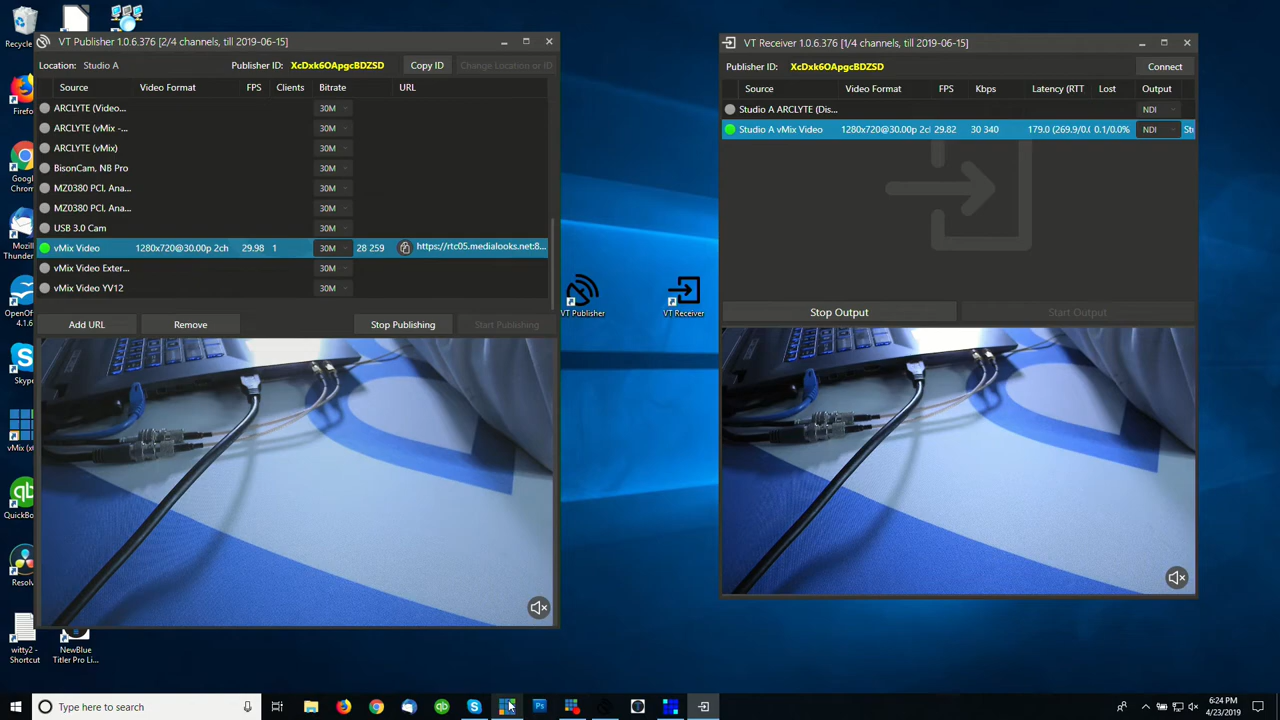 VT Publisher 1.0.6.376 [2/4 channels, till 2019-06-15]
Location: Studio A Publisher ID: XcDxk6OApgcBDZSD Copy ID Change Location or ID
Source Video Format FPS Clients Bitrate URL
ARCLYTE (Video... 30M
ARCLYTE (vMix -... 30M
ARCLYTE (vMix) 30M
BisonCam, NB Pro 30M
MZ0380 PCI, Ana... 30M
MZ0380 PCI, Ana... 30M
USB 3.0 Cam 30M
vMix Video 1280x720@30.00p 2ch 29.98 1 30M 28 259 https://rtc05.medialooks.net:8...
vMix Video Exter... 30M
vMix Video YV12 30M
Add URL Remove Stop Publishing Start Publishing
VT Receiver 1.0.6.376 [1/4 channels, till 2019-06-15]
Publisher ID: XcDxk6OApgcBDZSD Connect
Source Video Format FPS Kbps Latency (RTT Lost Output
Studio A ARCLYTE (Dis... NDI
Studio A vMix Video 1280x720@30.00p 2cl 29.82 30 340 179.0 (269.9/0.( 0.1/0.0% NDI
Stop Output Start Output
VT Publisher
VT Receiver
Recycle
Firefo
Google
Chrom
Mozill
Thunder
OpenOf
4.1.6
Skype
vMix (x
QuickBo
Resolv
witty2 -
Shortcut
NewBlue
Titler Pro Li...
Type here to search
6:24 PM
4/23/2019